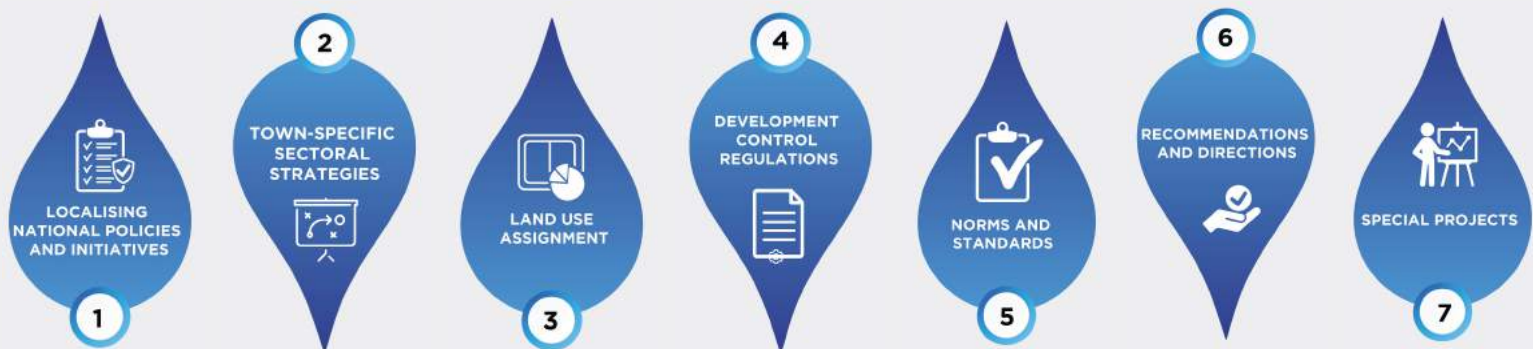 1
LOCALISING
NATIONAL POLICIES
AND INITIATIVES
2
TOWN-SPECIFIC
SECTORAL
STRATEGIES
3
LAND USE
ASSIGNMENT
4
DEVELOPMENT
CONTROL
REGULATIONS
5
NORMS AND
STANDARDS
6
RECOMMENDATIONS
AND DIRECTIONS
7
SPECIAL PROJECTS